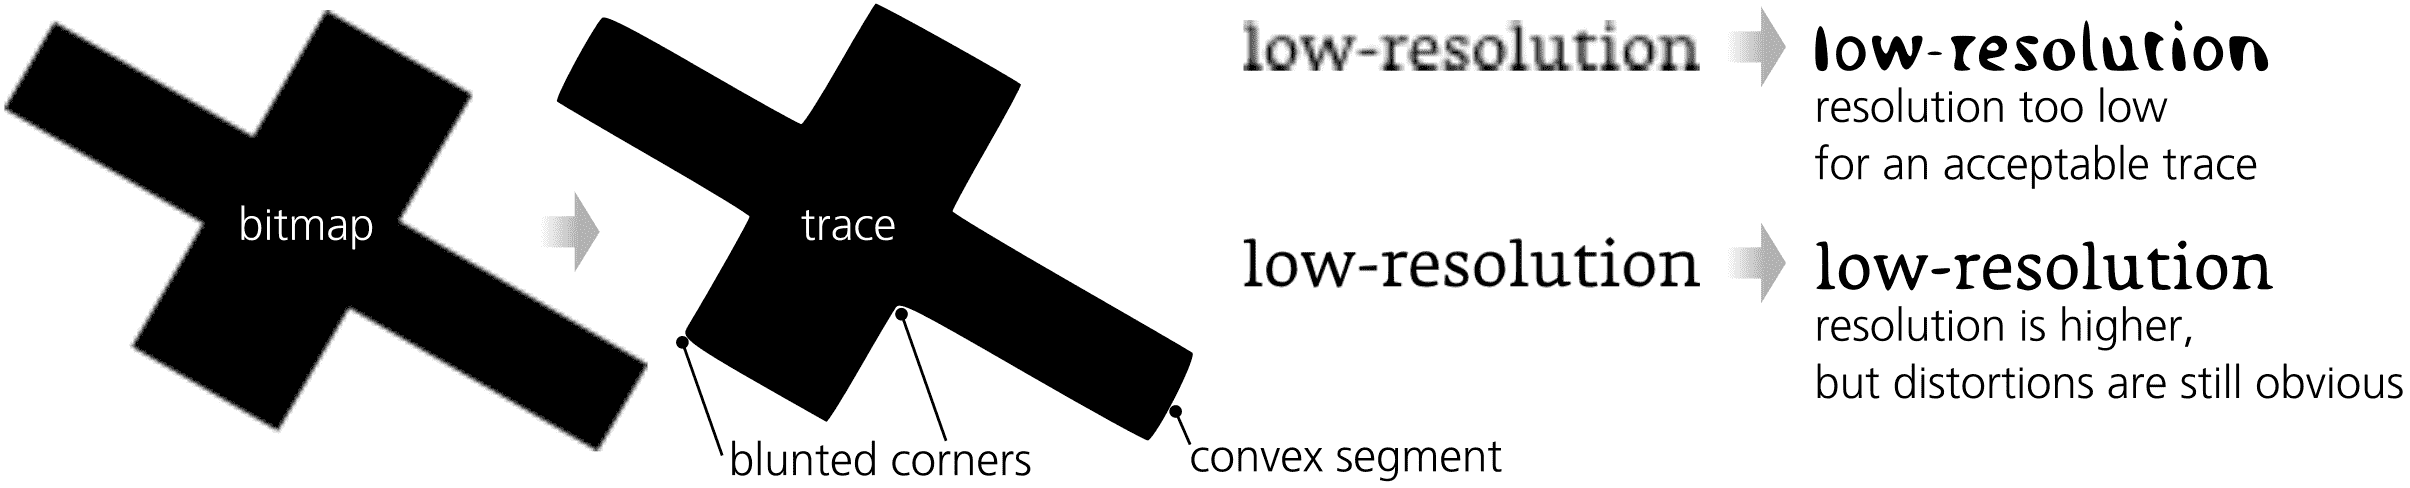 bitmap
trace
blunted corners
convex segment
low-resolution
low-resolution
resolution too low
for an acceptable trace
low-resolution
low-resolution
resolution is higher,
but distortions are still obvious